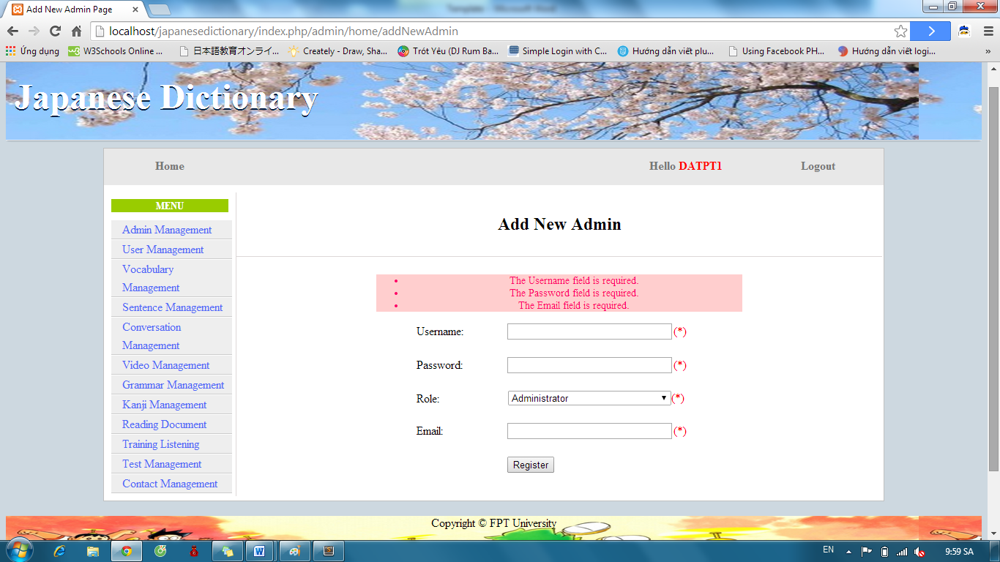 Add New Admin Page
localhost/japanesedictionary/index.php/admin/home/addNewAdmin
Ứng dụng
W3Schools Online ...
日本語教育オンライ...
Creately - Draw, Sha...
Trót Yêu (DJ Rum Ba...
Simple Login with C...
Hướng dẫn viết plu...
Using Facebook PH...
Hướng dẫn viết logi...
»
Japanese Dictionary
Home
Hello DATPT1
Logout
MENU
Admin Management
User Management
Vocabulary
Management
Sentence Management
Conversation
Management
Video Management
Grammar Management
Kanji Management
Reading Document
Training Listening
Test Management
Contact Management
Add New Admin
• The Username field is required.
• The Password field is required.
• The Email field is required.
Username: (*)
Password: (*)
Role: Administrator (*)
Email: (*)
Register
Copyright © FPT University
EN
9:59 SA